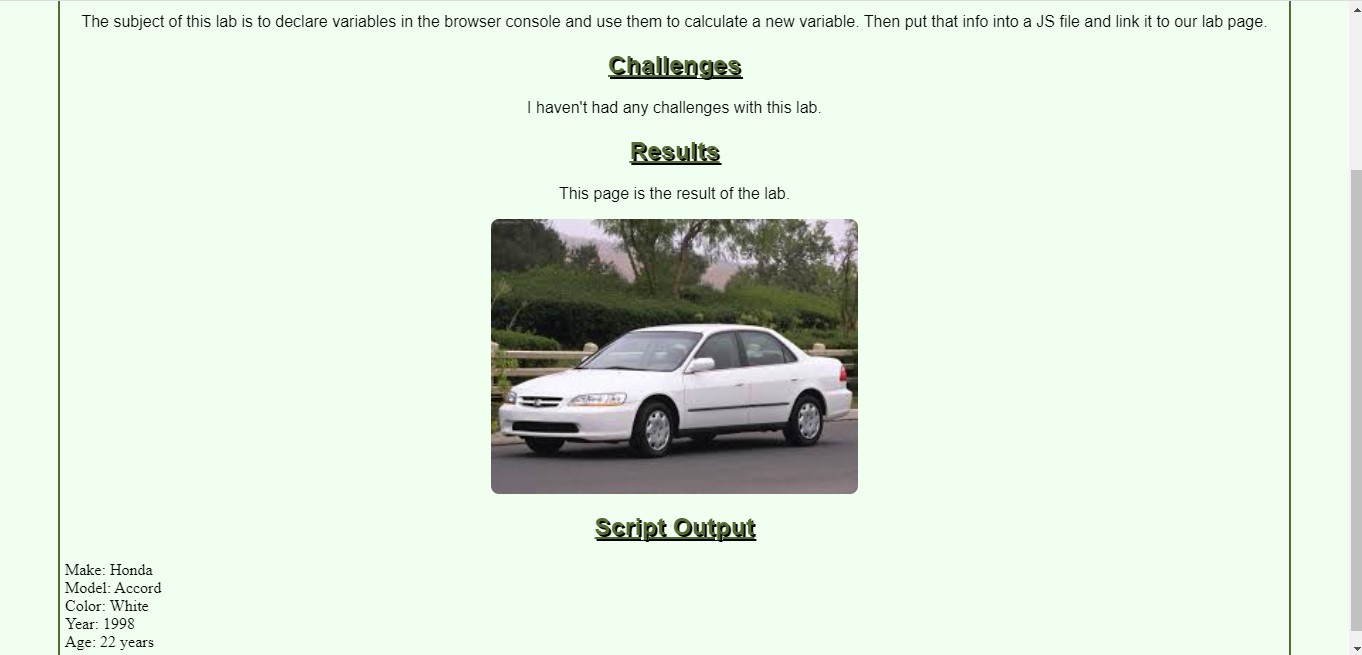 The subject of this lab is to declare variables in the browser console and use them to calculate a new variable. Then put that info into a JS file and link it to our lab page.
Challenges
I haven't had any challenges with this lab.
Results
This page is the result of the lab.
Script Output
Make: Honda
Model: Accord
Color: White
Year: 1998
Age: 22 years